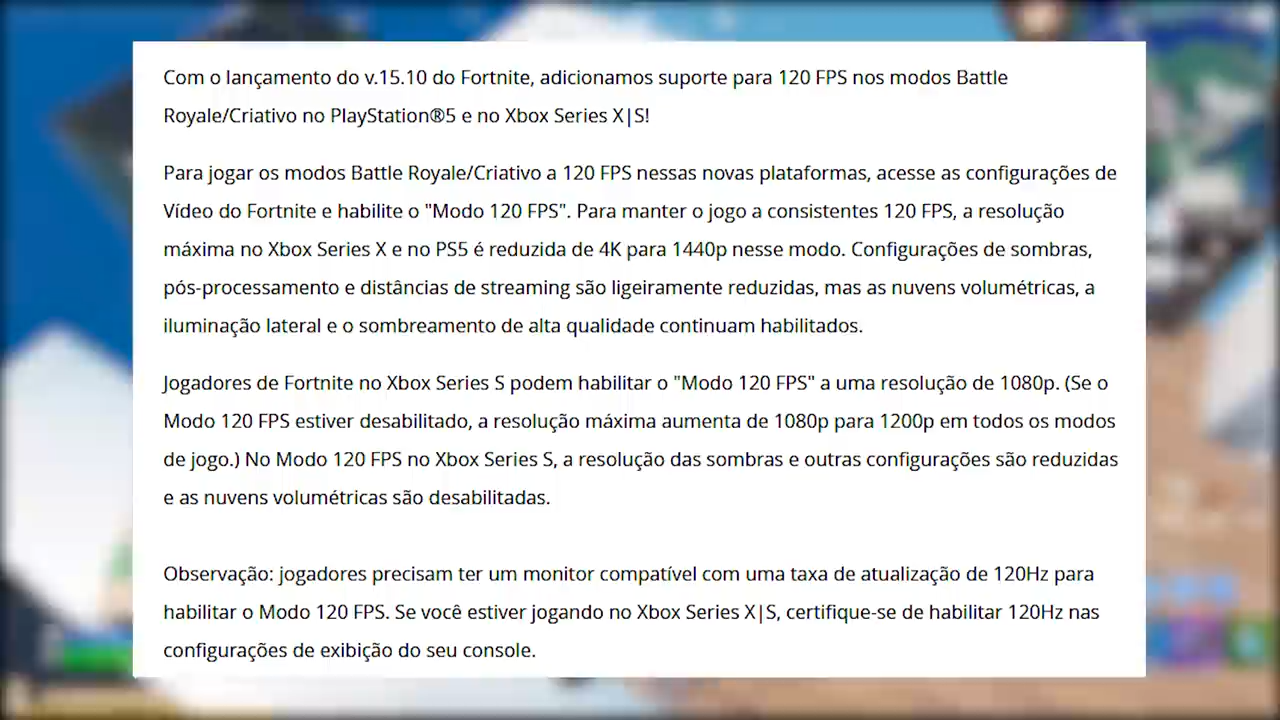 Com o lançamento do v.15.10 do Fortnite, adicionamos suporte para 120 FPS nos modos Battle
Royale/Criativo no PlayStation®5 e no Xbox Series X|S!
Para jogar os modos Battle Royale/Criativo a 120 FPS nessas novas plataformas, acesse as configurações de
Vídeo do Fortnite e habilite o "Modo 120 FPS". Para manter o jogo a consistentes 120 FPS, a resolução
máxima no Xbox Series X e no PS5 é reduzida de 4K para 1440p nesse modo. Configurações de sombras,
pós-processamento e distâncias de streaming são ligeiramente reduzidas, mas as nuvens volumétricas, a
iluminação lateral e o sombreamento de alta qualidade continuam habilitados.
Jogadores de Fortnite no Xbox Series S podem habilitar o "Modo 120 FPS" a uma resolução de 1080p. (Se o
Modo 120 FPS estiver desabilitado, a resolução máxima aumenta de 1080p para 1200p em todos os modos
de jogo.) No Modo 120 FPS no Xbox Series S, a resolução das sombras e outras configurações são reduzidas
e as nuvens volumétricas são desabilitadas.
Observação: jogadores precisam ter um monitor compatível com uma taxa de atualização de 120Hz para
habilitar o Modo 120 FPS. Se você estiver jogando no Xbox Series X|S, certifique-se de habilitar 120Hz nas
configurações de exibição do seu console.